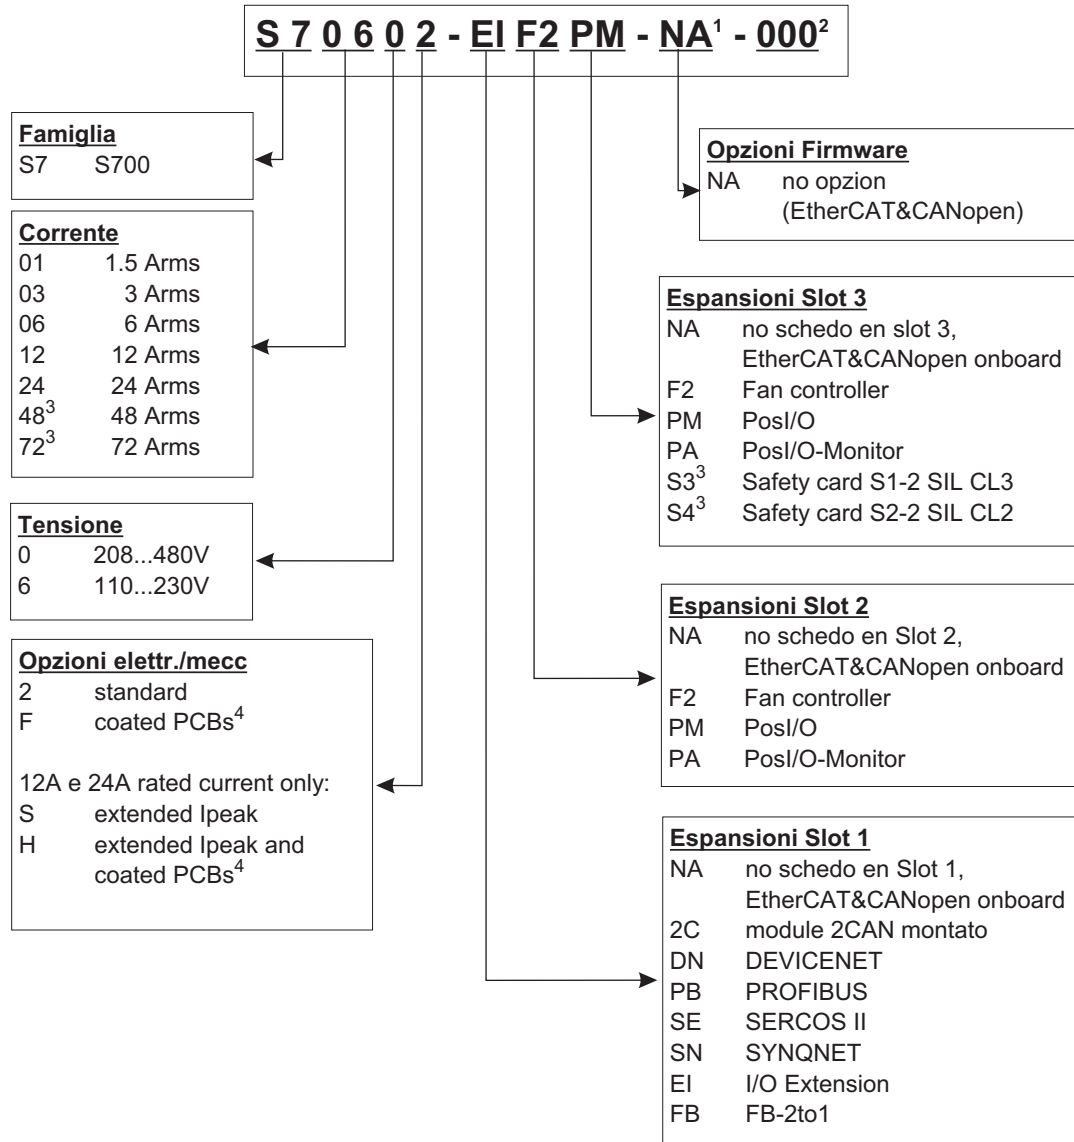 S 7 0 6 0 2 - EI F2 PM - NA¹ - 000²
Famiglia
S7 S700
Corrente
01 1.5 Arms
03 3 Arms
06 6 Arms
12 12 Arms
24 24 Arms
48³ 48 Arms
72³ 72 Arms
Tensione
0 208...480V
6 110...230V
Opzioni elettr./mecc
2 standard
F coated PCBs⁴
12A e 24A rated current only:
S extended Ipeak
H extended Ipeak and
coated PCBs⁴
Opzioni Firmware
NA no opzion
(EtherCAT&CANopen)
Espansioni Slot 3
NA no schedo en slot 3,
EtherCAT&CANopen onboard
F2 Fan controller
PM PosI/O
PA PosI/O-Monitor
S3³ Safety card S1-2 SIL CL3
S4³ Safety card S2-2 SIL CL2
Espansioni Slot 2
NA no schedo en Slot 2,
EtherCAT&CANopen onboard
F2 Fan controller
PM PosI/O
PA PosI/O-Monitor
Espansioni Slot 1
NA no schedo en Slot 1,
EtherCAT&CANopen onboard
2C module 2CAN montato
DN DEVICENET
PB PROFIBUS
SE SERCOS II
SN SYNQNET
EI I/O Extension
FB FB-2to1